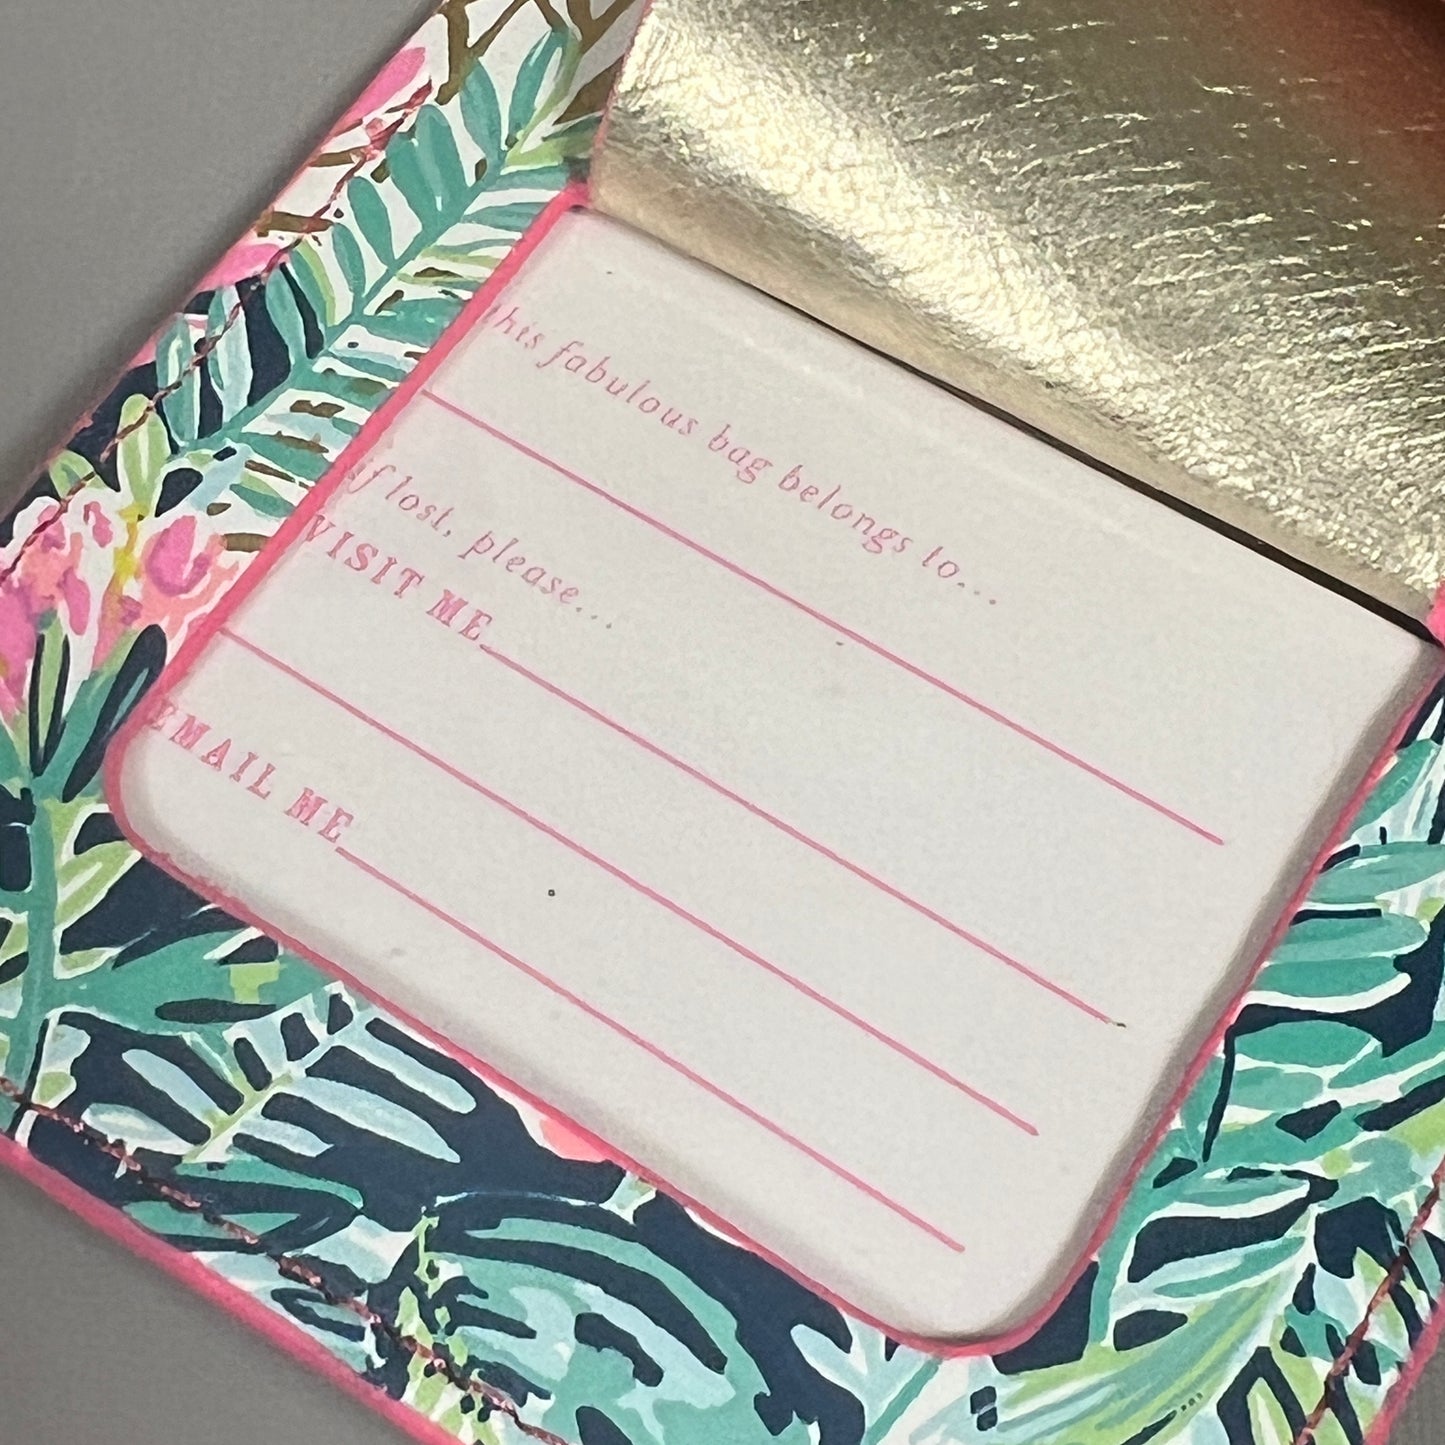 this fabulous bag belongs to...
if lost, please...
VISIT ME
EMAIL ME